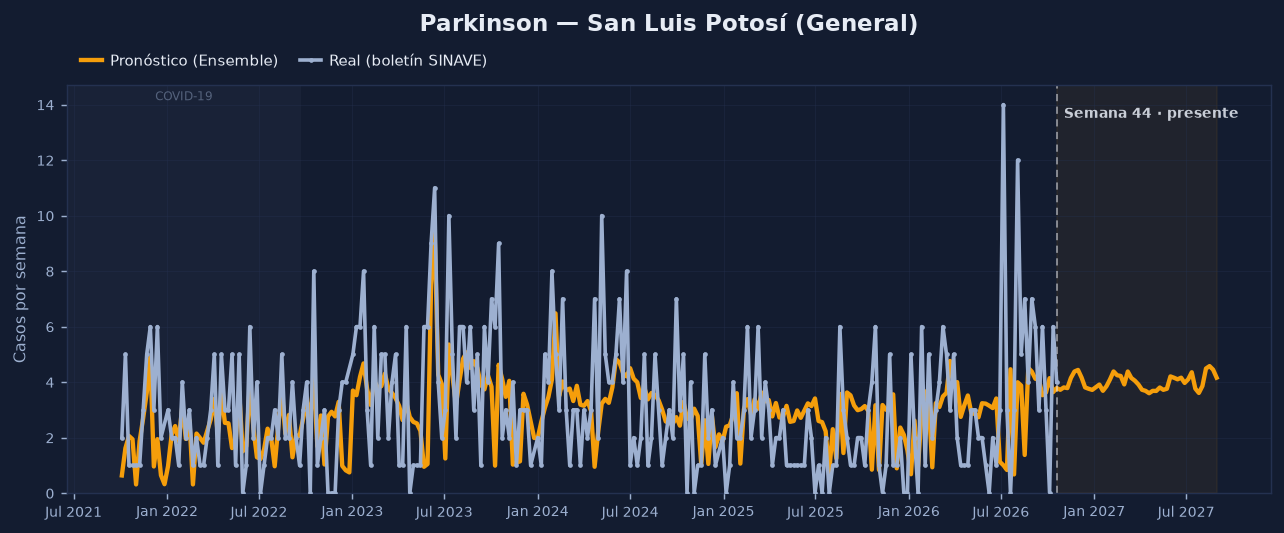 Parkinson — San Luis Potosí (General)
Pronóstico (Ensemble)
Real (boletín SINAVE)
COVID-19
Semana 44 · presente
Casos por semana
14
12
10
8
6
4
2
0
Jul 2021
Jan 2022
Jul 2022
Jan 2023
Jul 2023
Jan 2024
Jul 2024
Jan 2025
Jul 2025
Jan 2026
Jul 2026
Jan 2027
Jul 2027